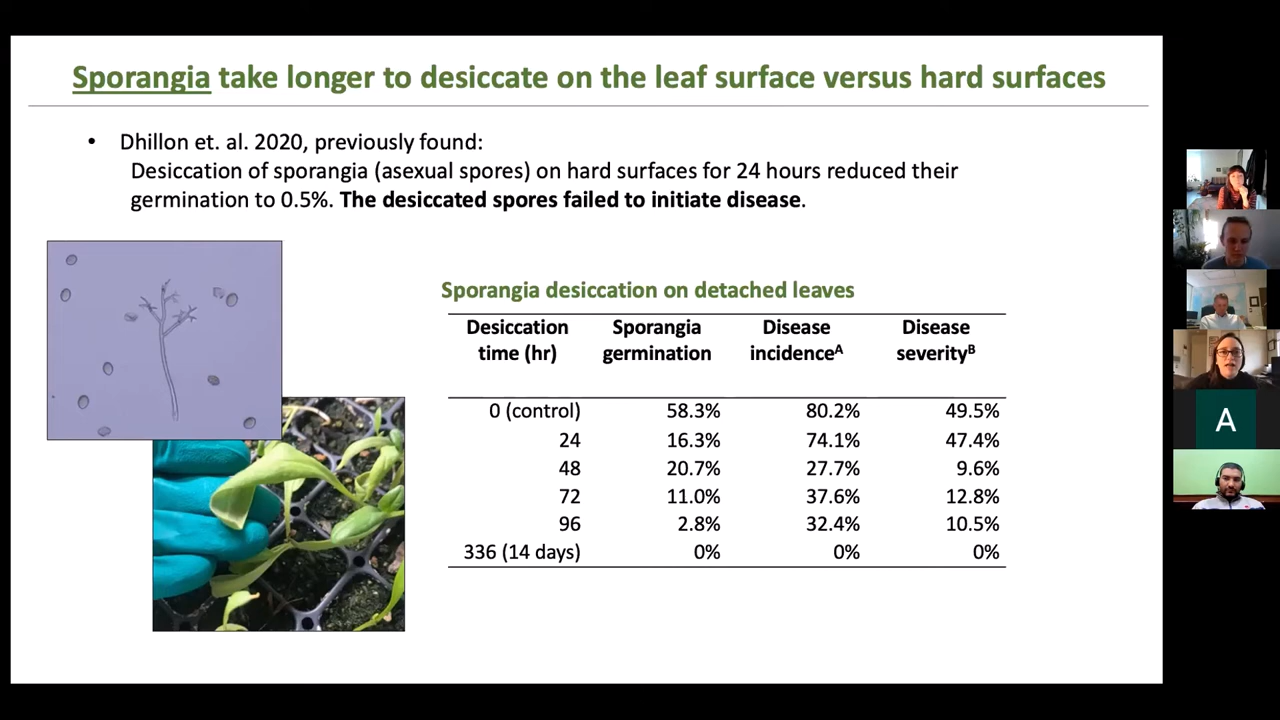 Sporangia take longer to desiccate on the leaf surface versus hard surfaces
• Dhillon et. al. 2020, previously found:
Desiccation of sporangia (asexual spores) on hard surfaces for 24 hours reduced their
germination to 0.5%. The desiccated spores failed to initiate disease.
Sporangia desiccation on detached leaves
Desiccation time (hr) Sporangia germination Disease incidenceA Disease severityB
0 (control) 58.3% 80.2% 49.5%
24 16.3% 74.1% 47.4%
48 20.7% 27.7% 9.6%
72 11.0% 37.6% 12.8%
96 2.8% 32.4% 10.5%
336 (14 days) 0% 0% 0%
A